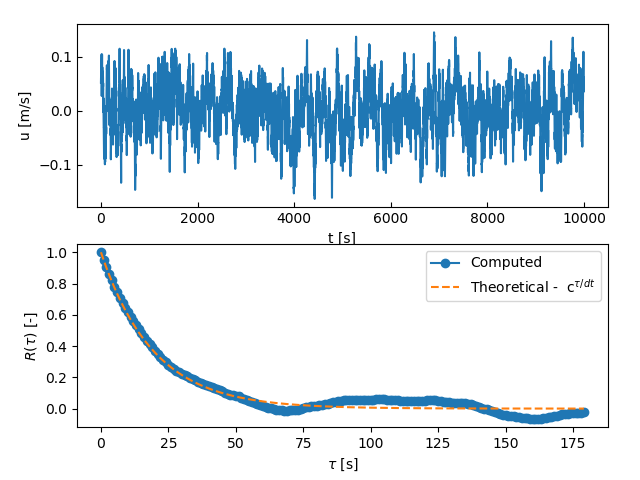 u [m/s]
0.1
0.0
−0.1
0 2000 4000 6000 8000 10000
t [s]
R(τ) [-]
1.0
0.8
0.6
0.4
0.2
0.0
Computed
Theoretical - c^{τ/dt}
0 25 50 75 100 125 150 175
τ [s]